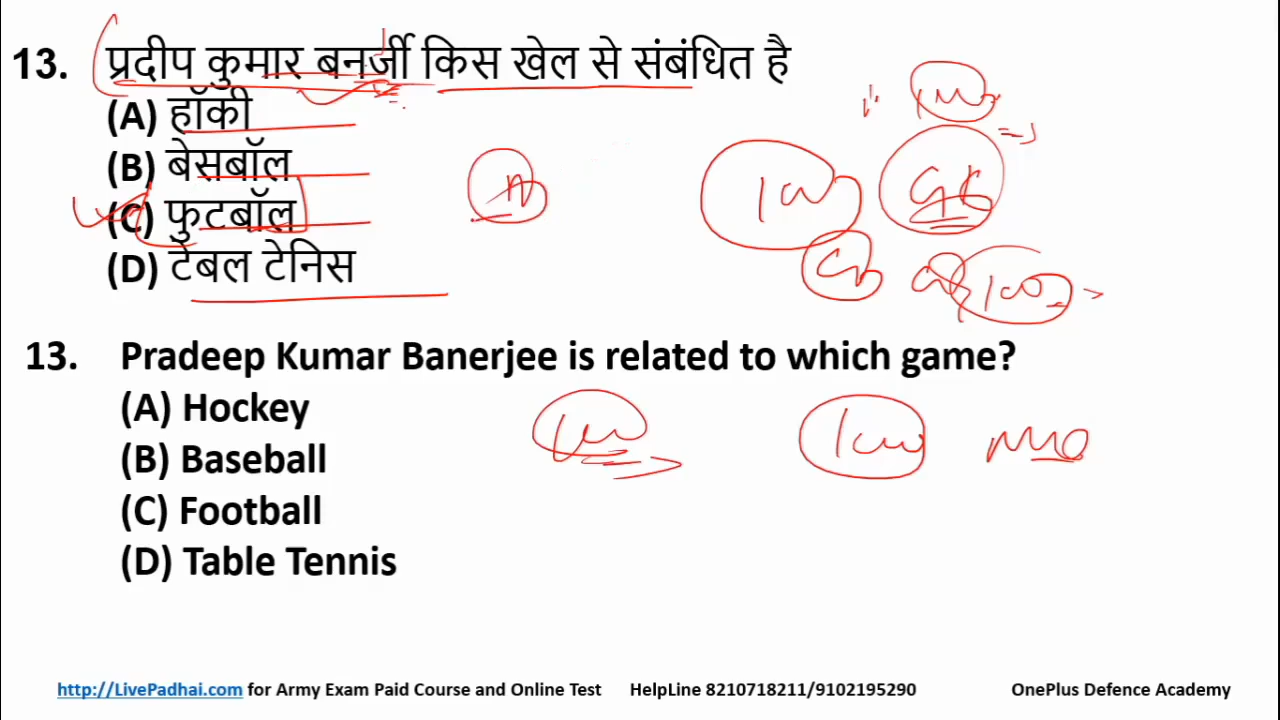 13. प्रदीप कुमार बनर्जी किस खेल से संबंधित है
(A) हॉकी
(B) बेसबॉल
(C) फुटबॉल
(D) टेबल टेनिस
13. Pradeep Kumar Banerjee is related to which game?
(A) Hockey
(B) Baseball
(C) Football
(D) Table Tennis
http://LivePadhai.com for Army Exam Paid Course and Online Test HelpLine 8210718211/9102195290 OnePlus Defence Academy